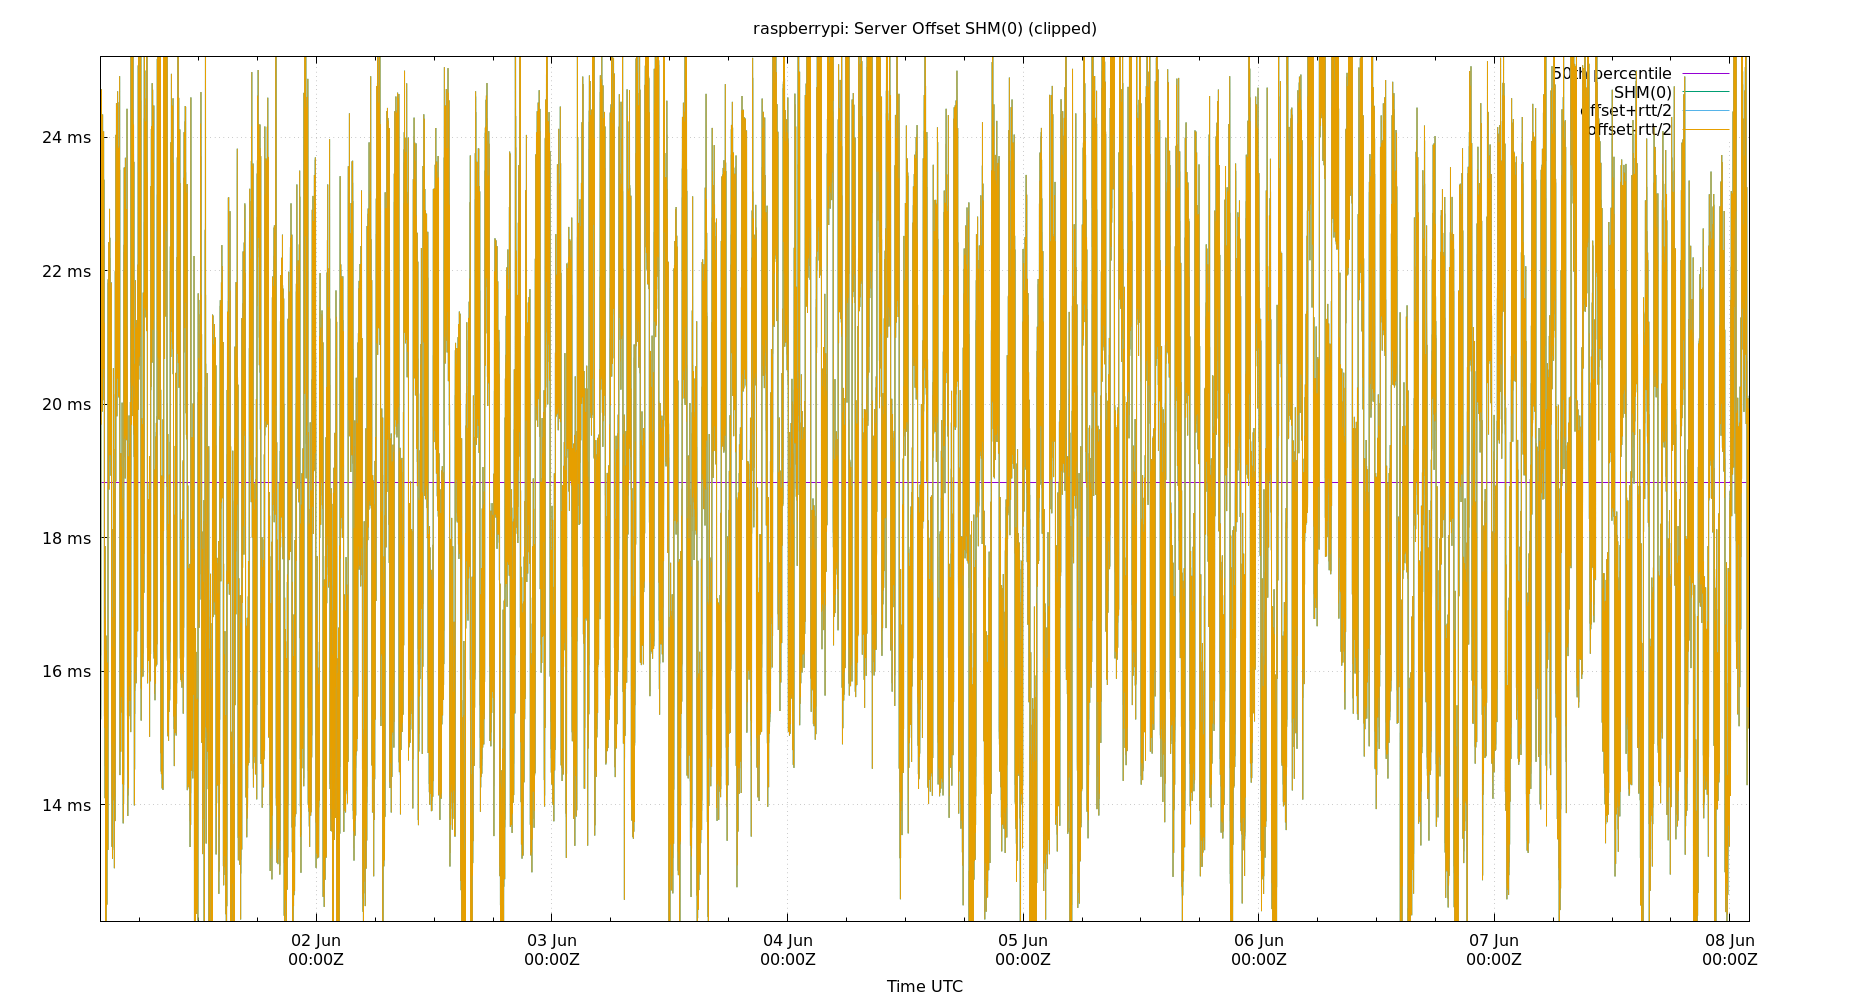 raspberrypi: Server Offset SHM(0) (clipped)
50th percentile
SHM(0)
offset+rtt/2
offset-rtt/2
24 ms
22 ms
20 ms
18 ms
16 ms
14 ms
02 Jun 03 Jun 04 Jun 05 Jun 06 Jun 07 Jun 08 Jun
00:00Z 00:00Z 00:00Z 00:00Z 00:00Z 00:00Z 00:00Z
Time UTC